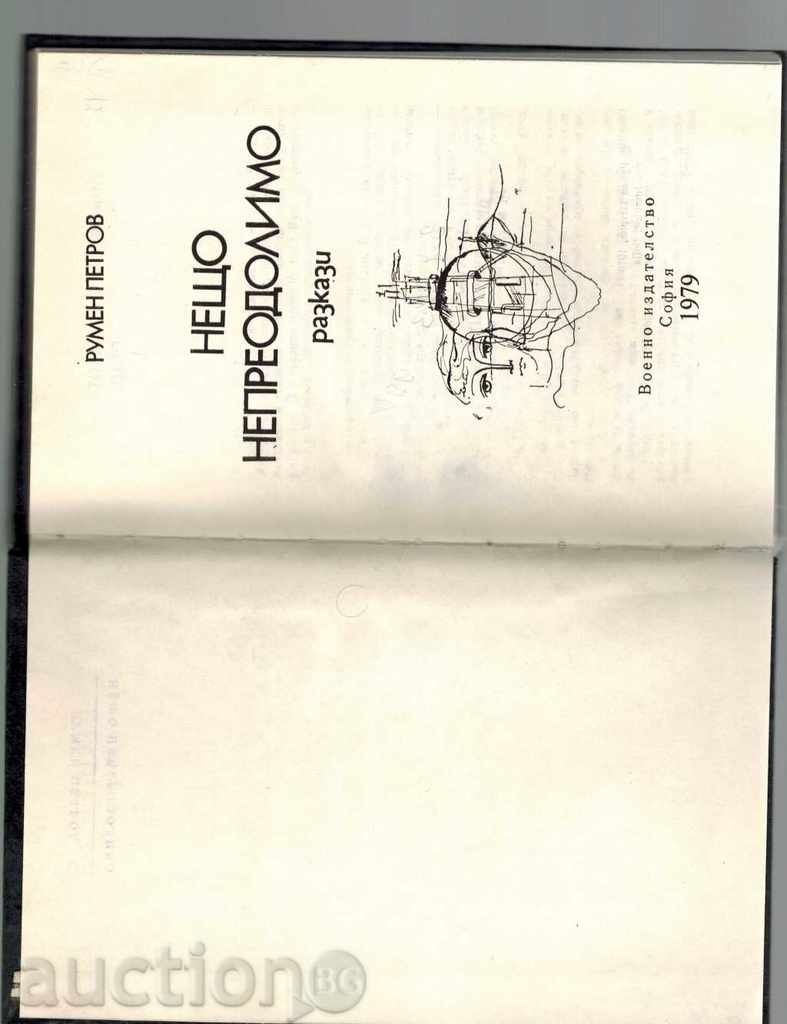 РУМЕН ПЕТРОВ
НЕЩО
НЕПРЕОДОЛИМО
разкази
Военно издателство
София
1979
auction BG